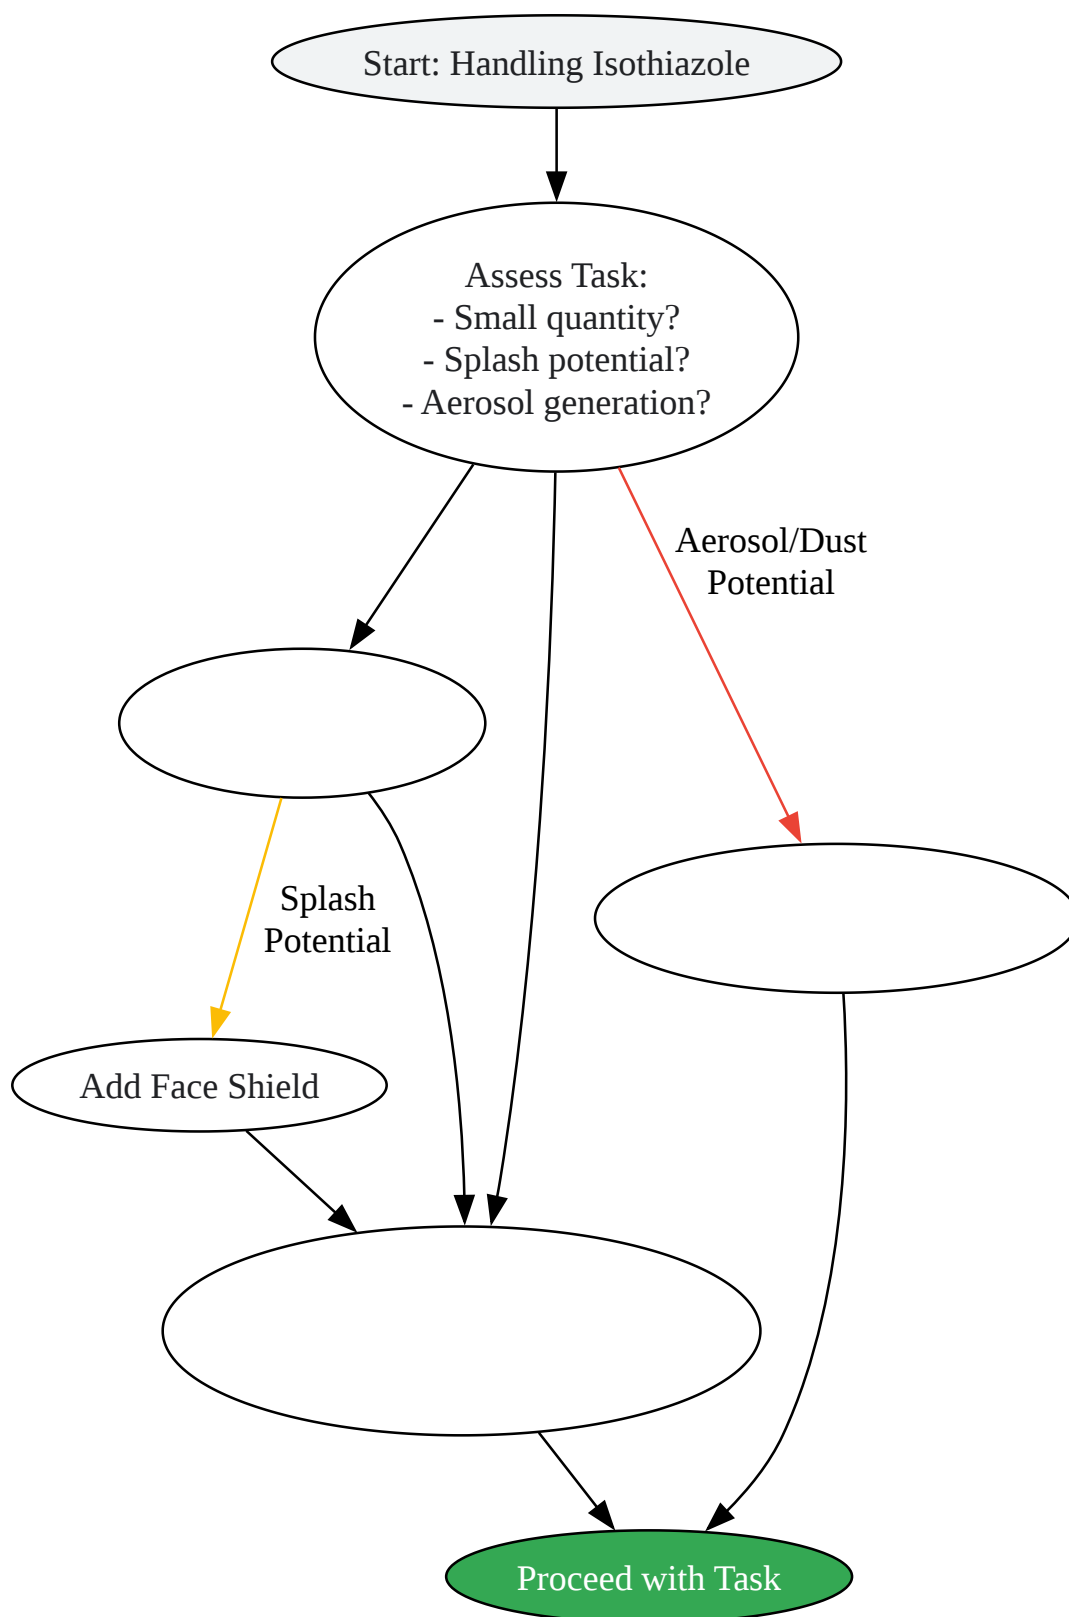 Start: Handling Isothiazole
Assess Task:
- Small quantity?
- Splash potential?
- Aerosol generation?
Aerosol/Dust
Potential
Splash
Potential
Add Face Shield
Proceed with Task